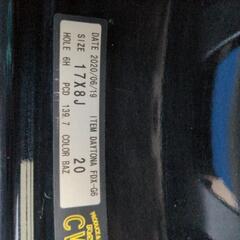 DATE 2020/06/19 ITEM DAYTONA FDX-G6
SIZE 17X8J 20
HOLE 6H PCD 139.7 COLOR BAZ